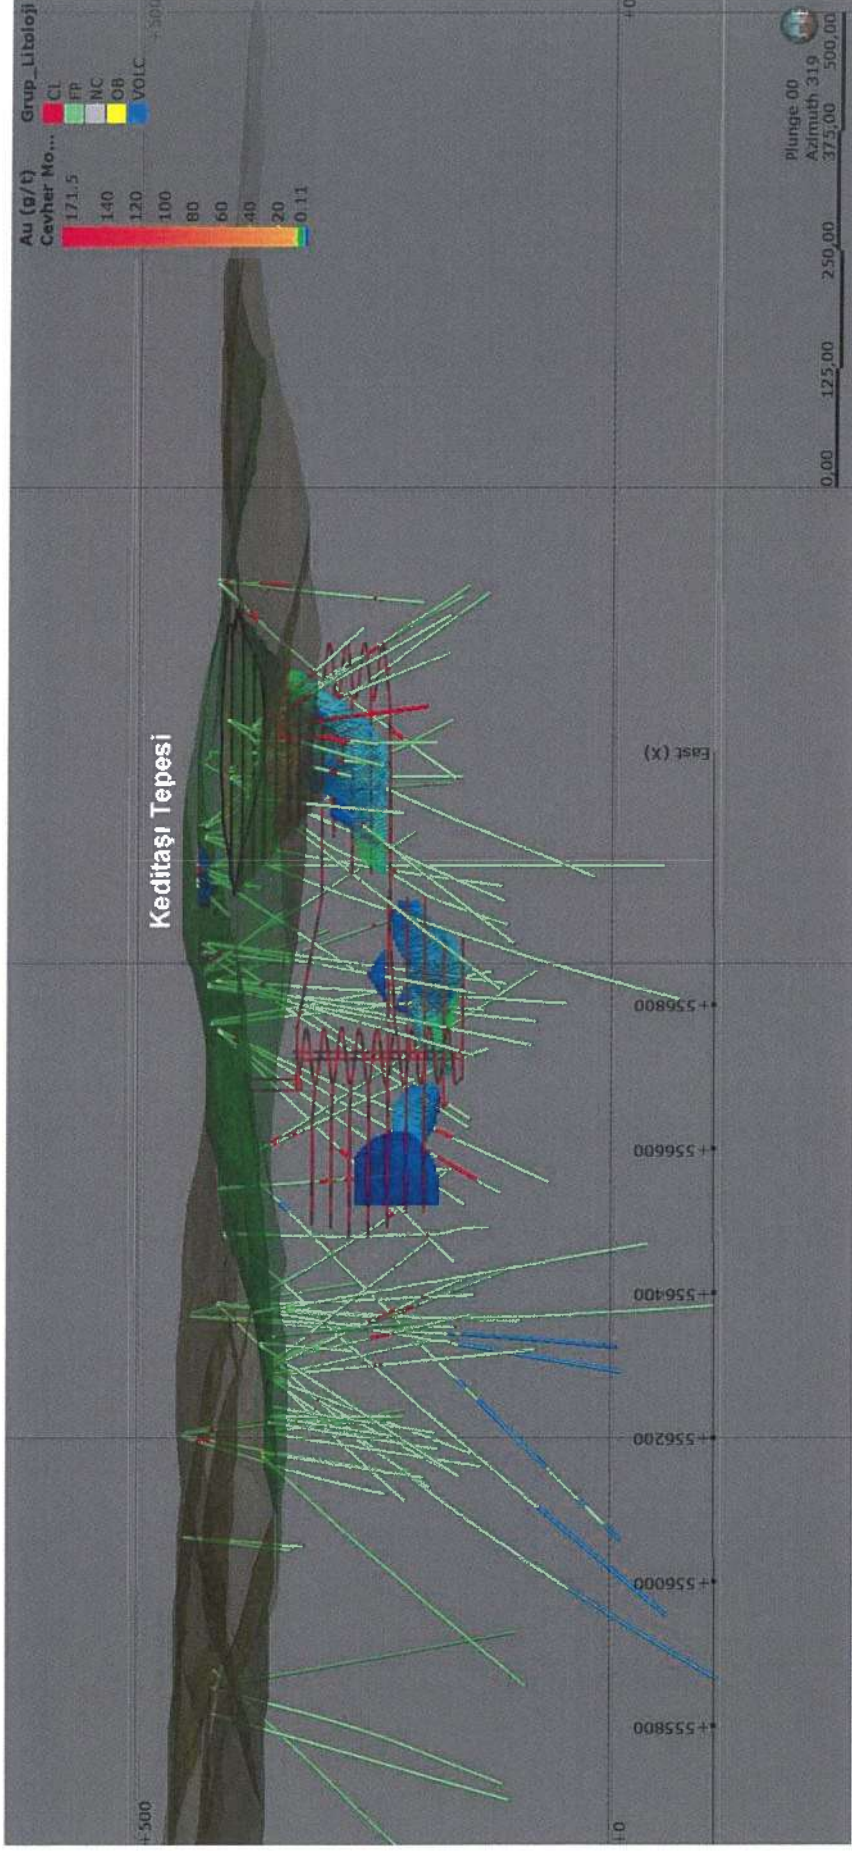 Au (g/t)
Cevher No...
171.5
140
120
100
80
60
40
20
0.11
Grup_Litoloji
CL
FP
NC
OB
VOLC
Keditaşı Tepesi
+500
+500
+0
+0
East (X)
+556800
+556600
+556400
+556200
+556000
+555800
Plunge 00
Azimuth 319
0,00 125,00 250,00 375,00 500,00